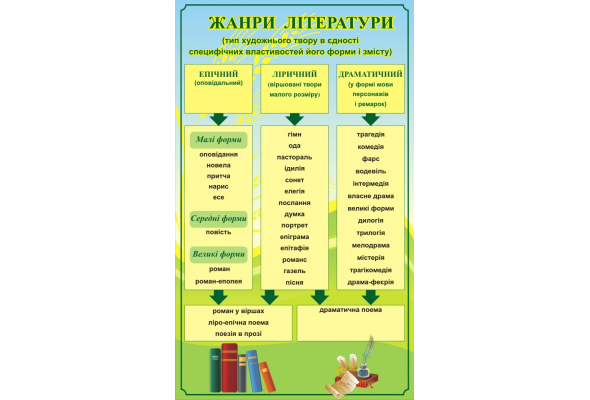 ЖАНРИ ЛІТЕРАТУРИ
(тип художнього твору в єдності
специфічних властивостей його форми і змісту)
ЕПІЧНИЙ
(оповідальний)
Малі форми
оповідання
новела
притча
нарис
есе
Середні форми
повість
Великі форми
роман
роман-епопея
ЛІРИЧНИЙ
(віршовані твори
малого розміру)
гімн
ода
пастораль
ідилія
сонет
елегія
послання
думка
портрет
епіграма
епітафія
романс
газель
пісня
ДРАМАТИЧНИЙ
(у формі мови
персонажів
і ремарок)
трагедія
комедія
фарс
водевіль
інтермедія
власне драма
великі форми
дилогія
трилогія
мелодрама
містерія
трагікомедія
драма-феєрія
роман у віршах
ліро-епічна поема
поезія в прозі
драматична поема